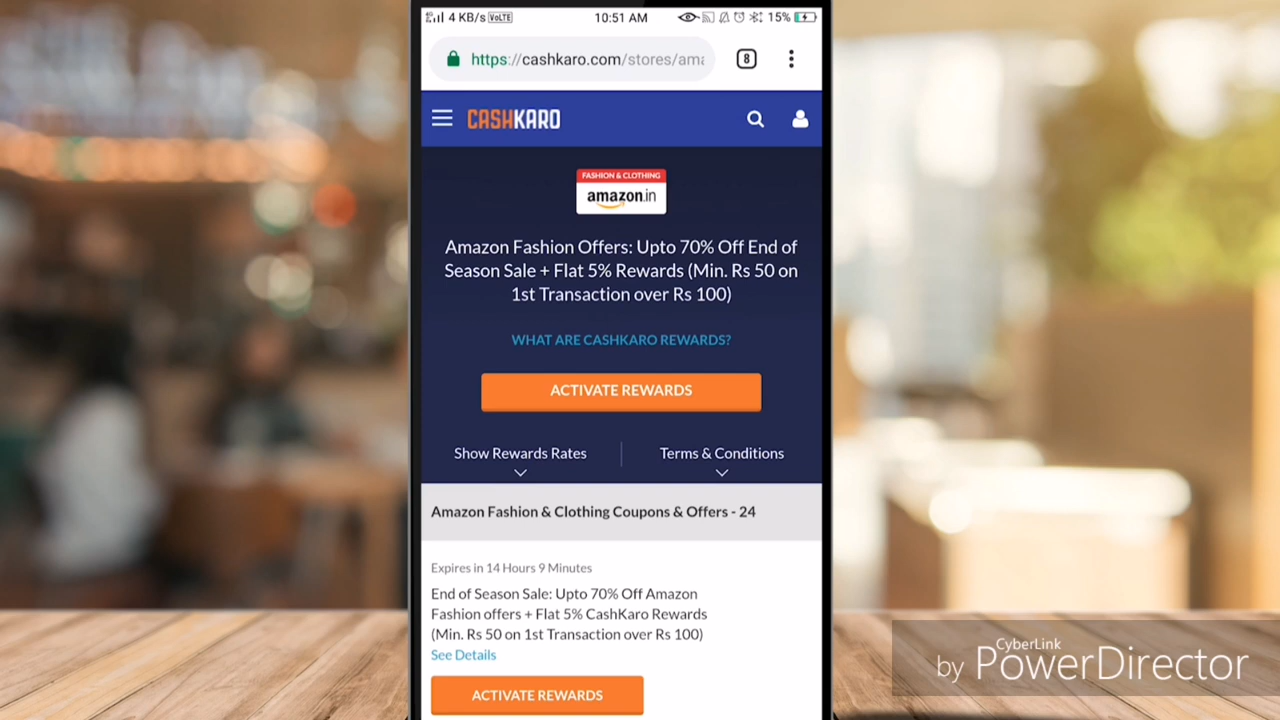 4 KB/s VoLTE 10:51 AM 15%
https://cashkaro.com/stores/ama
8
CASHKARO
FASHION & CLOTHING
amazon.in
Amazon Fashion Offers: Upto 70% Off End of
Season Sale + Flat 5% Rewards (Min. Rs 50 on
1st Transaction over Rs 100)
WHAT ARE CASHKARO REWARDS?
ACTIVATE REWARDS
Show Rewards Rates
Terms & Conditions
Amazon Fashion & Clothing Coupons & Offers - 24
Expires in 14 Hours 9 Minutes
End of Season Sale: Upto 70% Off Amazon
Fashion offers + Flat 5% CashKaro Rewards
(Min. Rs 50 on 1st Transaction over Rs 100)
See Details
ACTIVATE REWARDS
CyberLink
by PowerDirector